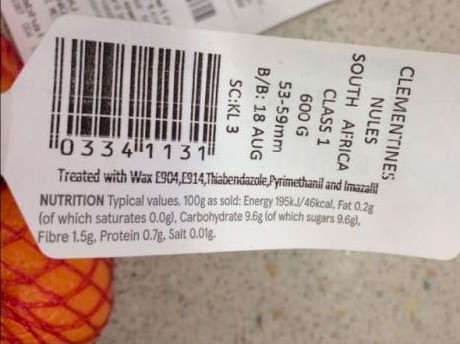 CLEMENTINES
NULES
SOUTH AFRICA
CLASS 1
600 G
53-59mm
B/B: 18 AUG
SC:KL 3
03341131
Treated with Wax E904,E914,Thiabendazole,Pyrimethanil and Imazalil
NUTRITION Typical values. 100g as sold: Energy 195kJ/46kcal, Fat 0.2g
(of which saturates 0.0g), Carbohydrate 9.6g (of which sugars 9.6g),
Fibre 1.5g, Protein 0.7g, Salt 0.01g.